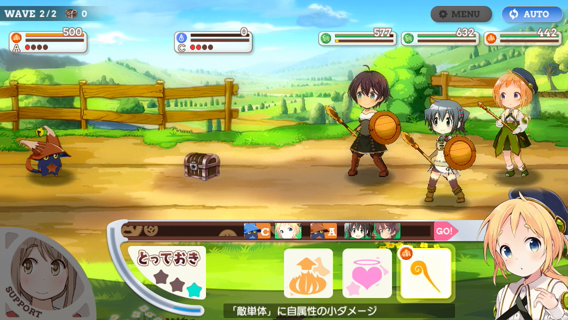 WAVE 2/2 0 MENU AUTO
500 0 577 632 442
A C
C A GO!
とっておき
SUPPORT
「敵単体」に自属性の小ダメージ